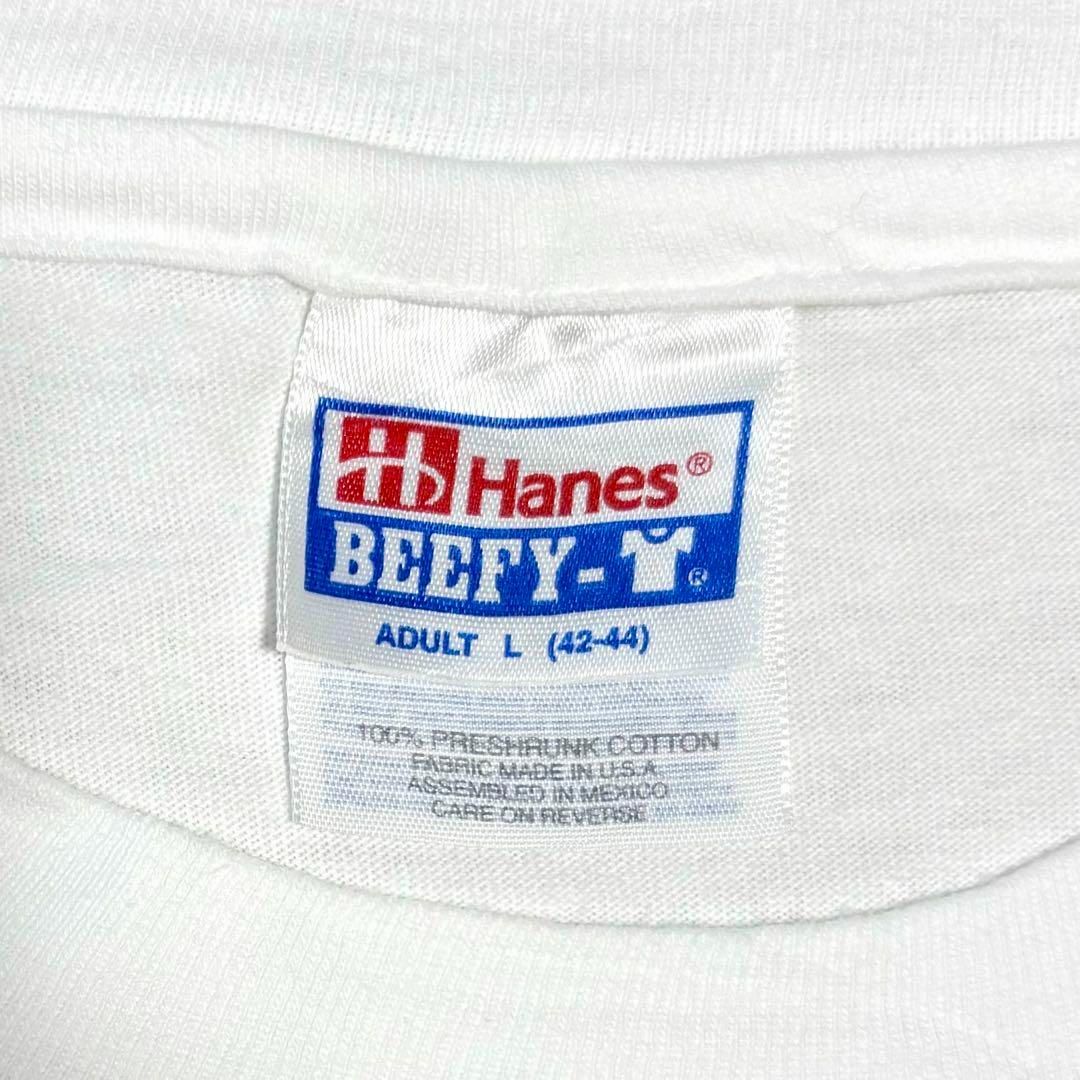 H Hanes®
BEEFY-T®
ADULT L (42-44)
100% PRESHRUNK COTTON
FABRIC MADE IN U.S.A.
ASSEMBLED IN MEXICO
CARE ON REVERSE